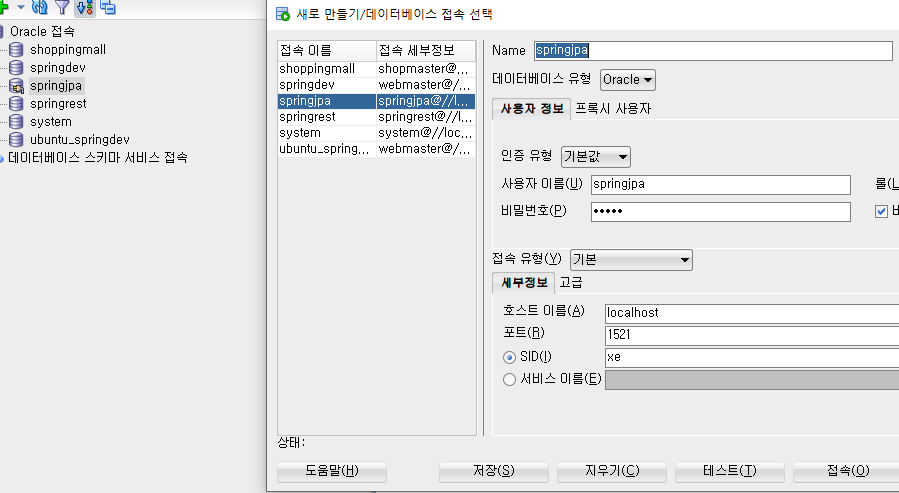 Oracle 접속
shoppingmall
springdev
springjpa
springrest
system
ubuntu_springdev
데이터베이스 스키마 서비스 접속
새로 만들기/데이터베이스 접속 선택
접속 이름 접속 세부정보
shoppingmall shopmaster@...
springdev webmaster@/...
springjpa springjpa@//l...
springrest springrest@//l...
system system@//loc...
ubuntu_spring... webmaster@/...
Name springjpa
데이터베이스 유형 Oracle
사용자 정보 프록시 사용자
인증 유형 기본값
사용자 이름(U) springjpa
롤(L
비밀번호(P) •••••
접속 유형(Y) 기본
세부정보 고급
호스트 이름(A) localhost
포트(R) 1521
SID(I) xe
서비스 이름(E)
상태:
도움말(H) 저장(S) 지우기(C) 테스트(T) 접속(O)